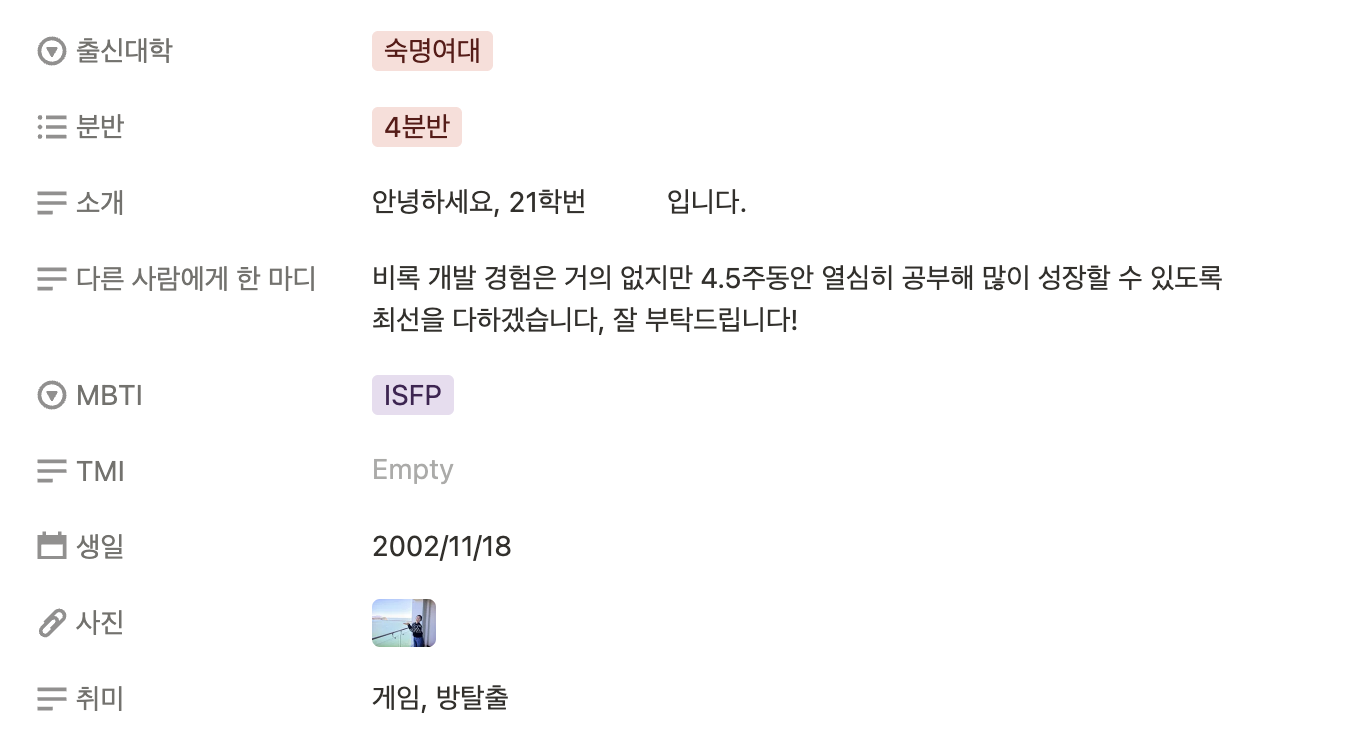 출신대학 숙명여대
분반 4분반
소개 안녕하세요, 21학번 입니다.
다른 사람에게 한 마디 비록 개발 경험은 거의 없지만 4.5주동안 열심히 공부해 많이 성장할 수 있도록
최선을 다하겠습니다, 잘 부탁드립니다!
MBTI ISFP
TMI Empty
생일 2002/11/18
사진
취미 게임, 방탈출